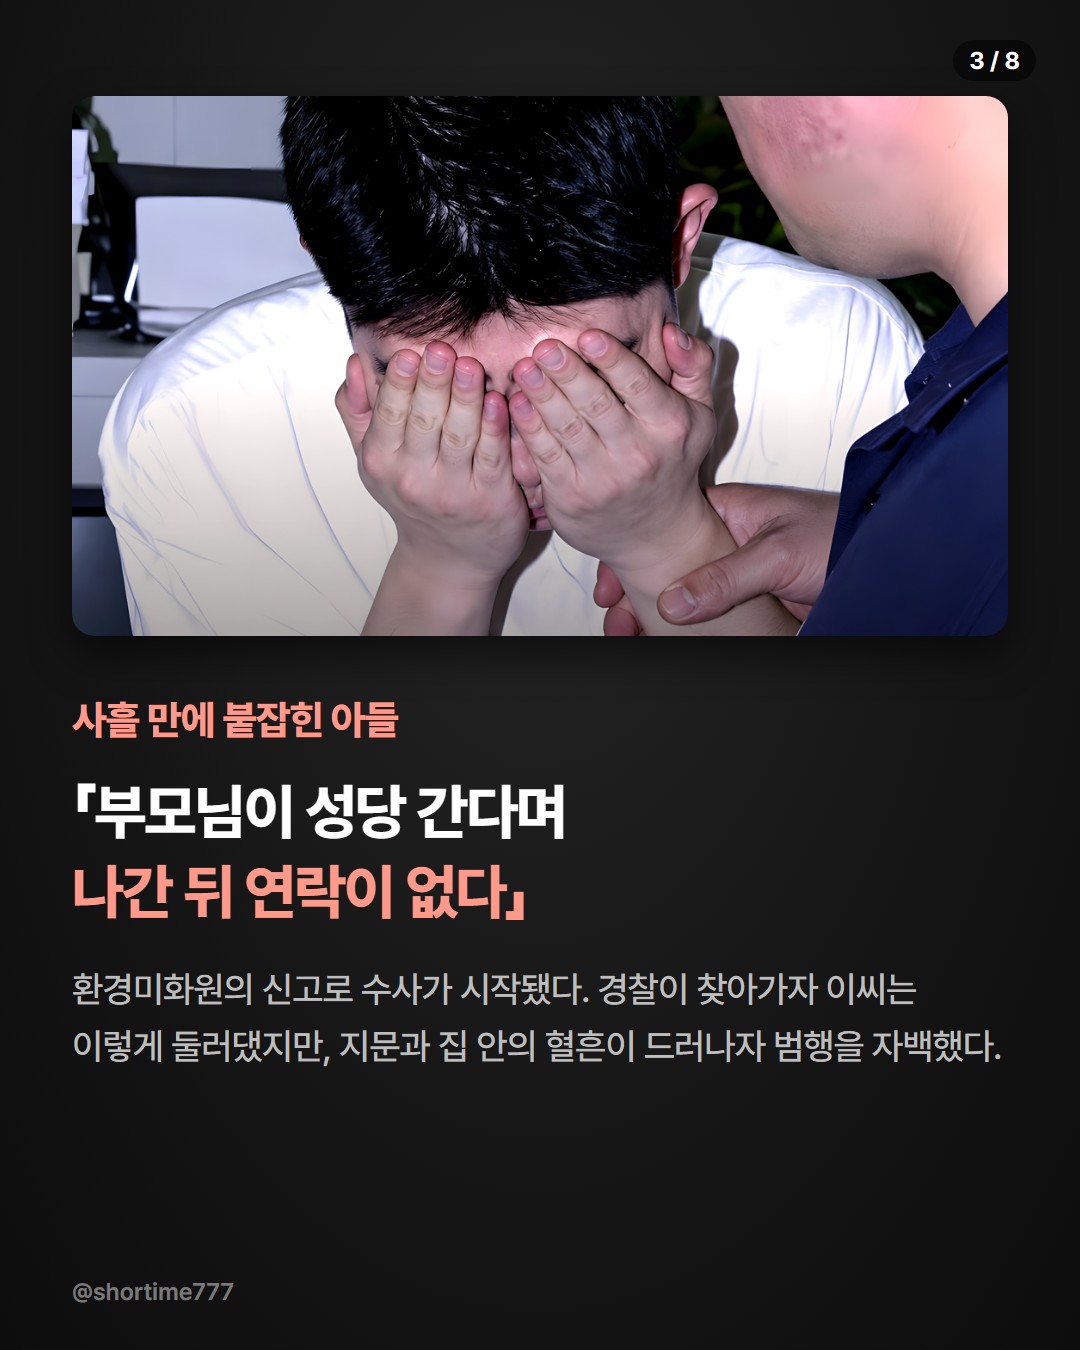 3 / 8
사흘 만에 붙잡힌 아들
「부모님이 성당 간다며
나간 뒤 연락이 없다」
환경미화원의 신고로 수사가 시작됐다. 경찰이 찾아가자 이씨는
이렇게 둘러댔지만, 지문과 집 안의 혈흔이 드러나자 범행을 자백했다.
@shortime777